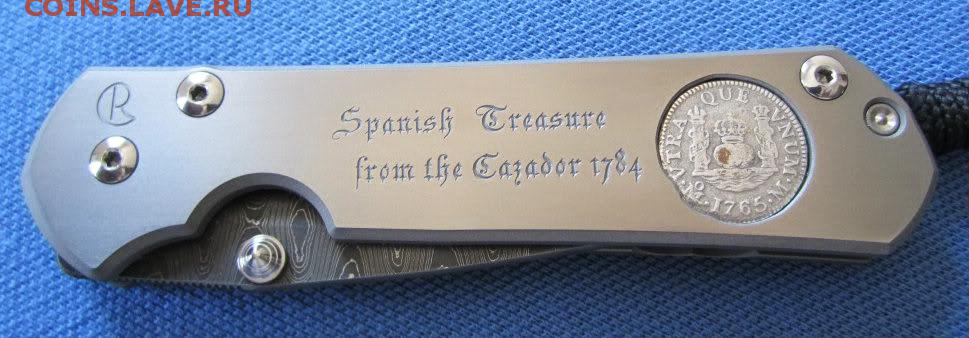 COINS.LAVE.RU
Spanish Treasure
from the Cazador 1784
VTRA QUE VNUM M 1765 M